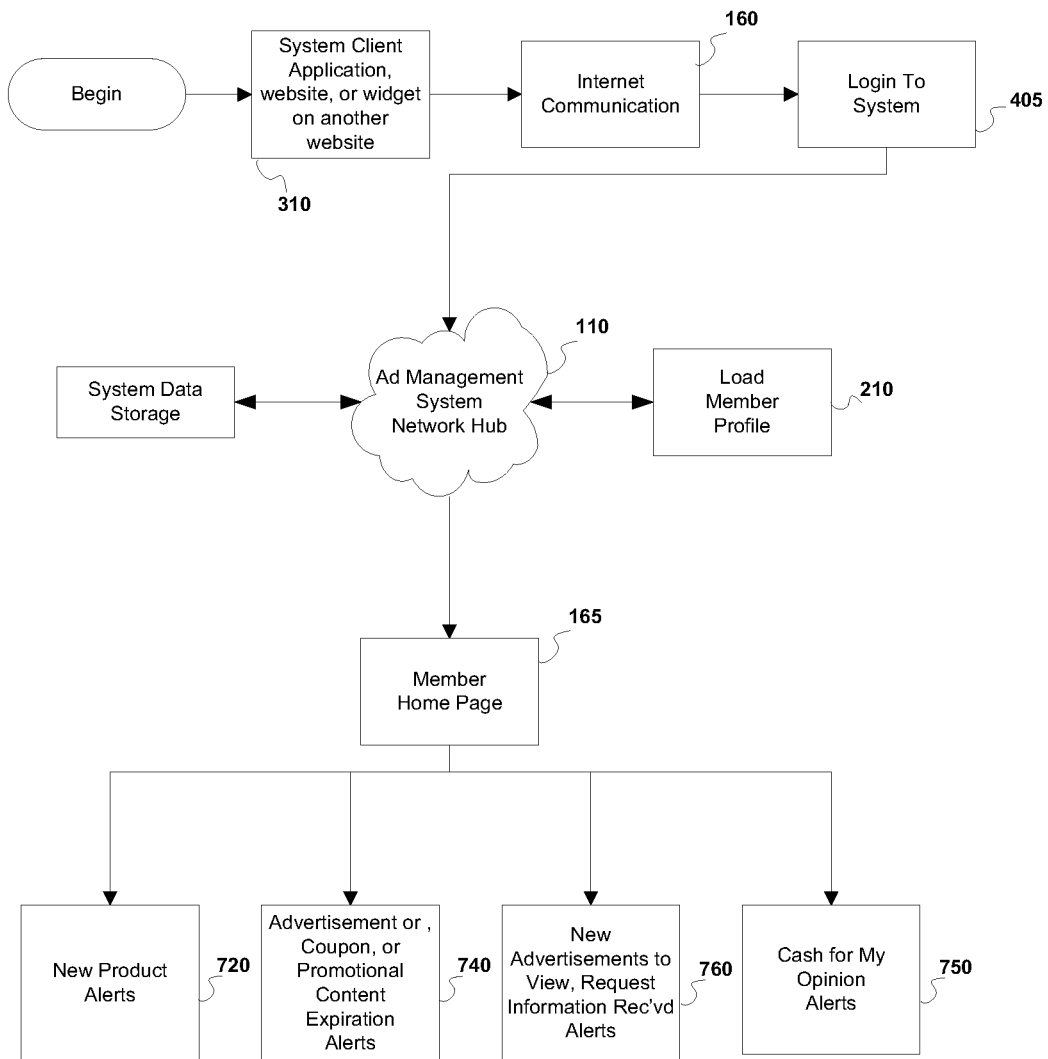 Begin
System Client
Application,
website, or widget
on another
website
310
160
Internet
Communication
Login To
System
405
110
Ad Management
System
Network Hub
System Data
Storage
Load
Member
Profile
210
165
Member
Home Page
New Product
Alerts
720
Advertisement or ,
Coupon, or
Promotional
Content
Expiration
Alerts
740
New
Advertisements to
View, Request
Information Rec'vd
Alerts
760
Cash for My
Opinion
Alerts
750